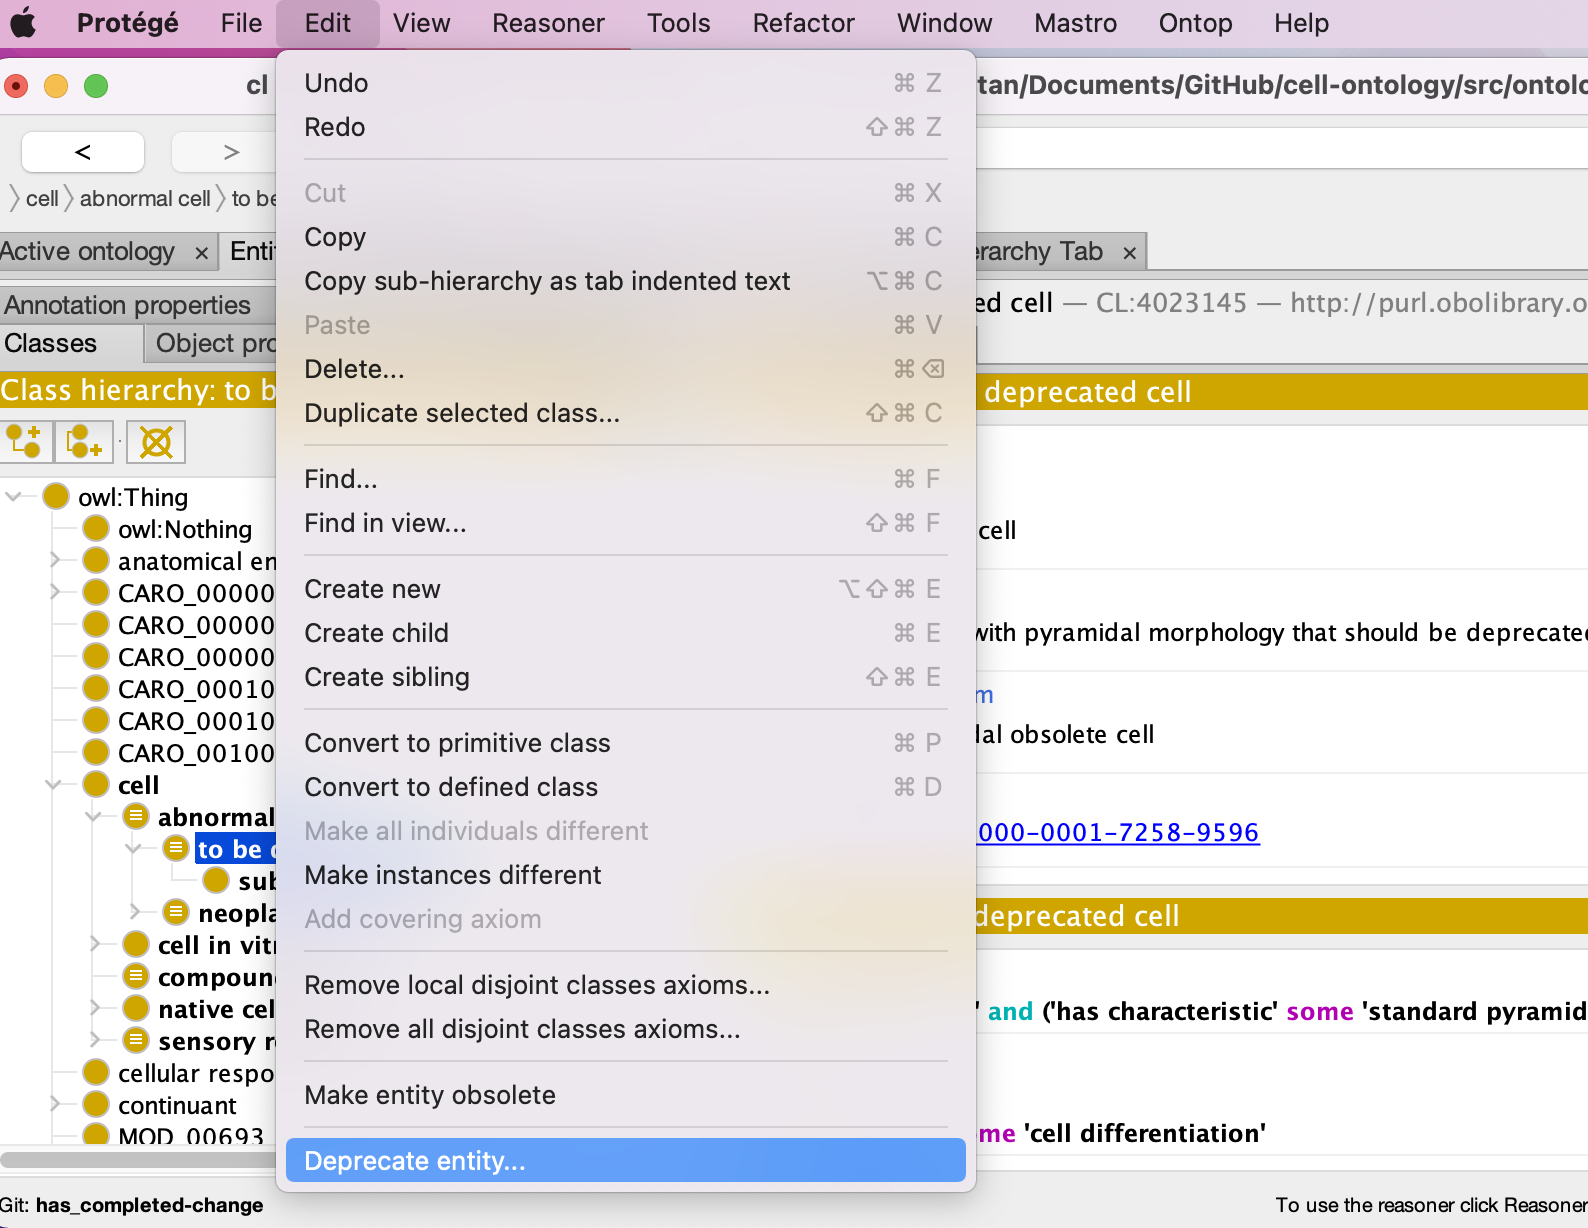 Protégé File Edit View Reasoner Tools Refactor Window Mastro Ontop Help
cl
tan/Documents/GitHub/cell-ontology/src/ontolo
< >
cell abnormal cell to be
Active ontology × Entit
erarchy Tab ×
Annotation properties
ed cell — CL:4023145 — http://purl.obolibrary.o
Classes Object pro
Class hierarchy: to b
deprecated cell
owl:Thing
owl:Nothing
anatomical en
CARO_00000
CARO_00000
CARO_00000
CARO_00010
CARO_00010
CARO_00100
cell
abnormal
to be
sub
neopla
cell in vitr
compoun
native cel
sensory re
cellular respo
continuant
MOD_00693
Undo ⌘ Z
Redo ⇧⌘ Z
Cut ⌘ X
Copy ⌘ C
Copy sub-hierarchy as tab indented text ⌥⌘ C
Paste ⌘ V
Delete... ⌘⌫
Duplicate selected class... ⇧⌘ C
Find... ⌘ F
Find in view... ⇧⌘ F
Create new ⌥⇧⌘ E
Create child ⌘ E
Create sibling ⇧⌘ E
Convert to primitive class ⌘ P
Convert to defined class ⌘ D
Make all individuals different
Make instances different
Add covering axiom
Remove local disjoint classes axioms...
Remove all disjoint classes axioms...
Make entity obsolete
Deprecate entity...
cell
with pyramidal morphology that should be deprecated
m
dal obsolete cell
000-0001-7258-9596
deprecated cell
' and ('has characteristic' some 'standard pyramid
me 'cell differentiation'
Git: has_completed-change
To use the reasoner click Reasoner